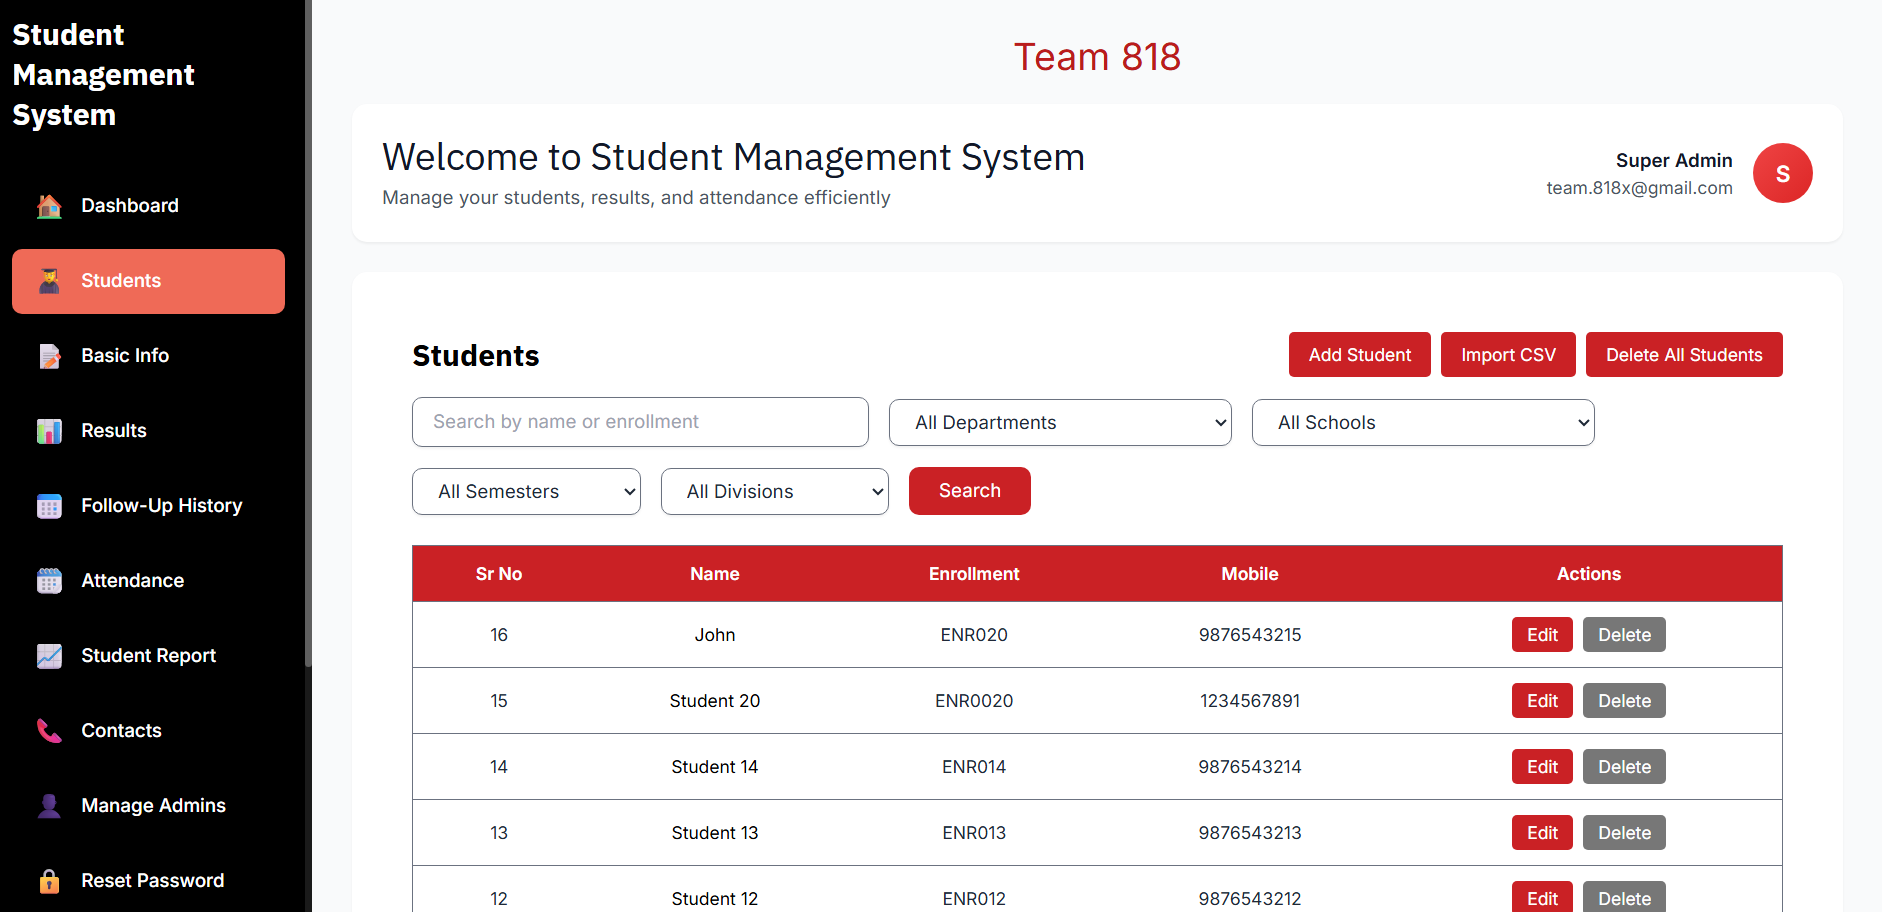 Student
Management
System
Dashboard
Students
Basic Info
Results
Follow-Up History
Attendance
Student Report
Contacts
Manage Admins
Reset Password
Team 818
Welcome to Student Management System
Manage your students, results, and attendance efficiently
Super Admin
team.818x@gmail.com
S
Students
Add Student Import CSV Delete All Students
Search by name or enrollment All Departments All Schools
All Semesters All Divisions Search
Sr No Name Enrollment Mobile Actions
16 John ENR020 9876543215 Edit Delete
15 Student 20 ENR0020 1234567891 Edit Delete
14 Student 14 ENR014 9876543214 Edit Delete
13 Student 13 ENR013 9876543213 Edit Delete
12 Student 12 ENR012 9876543212 Edit Delete